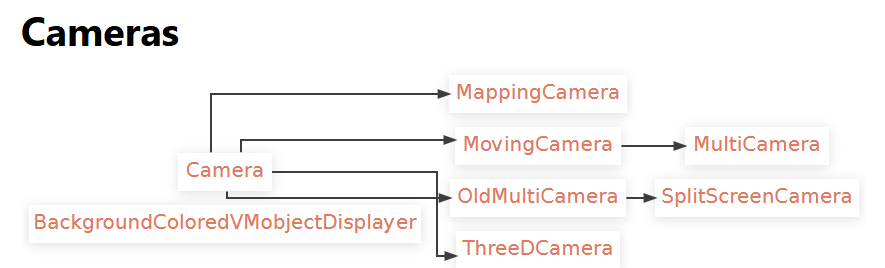 Cameras
MappingCamera
MovingCamera
MultiCamera
Camera
OldMultiCamera
SplitScreenCamera
BackgroundColoredVMobjectDisplayer
ThreeDCamera